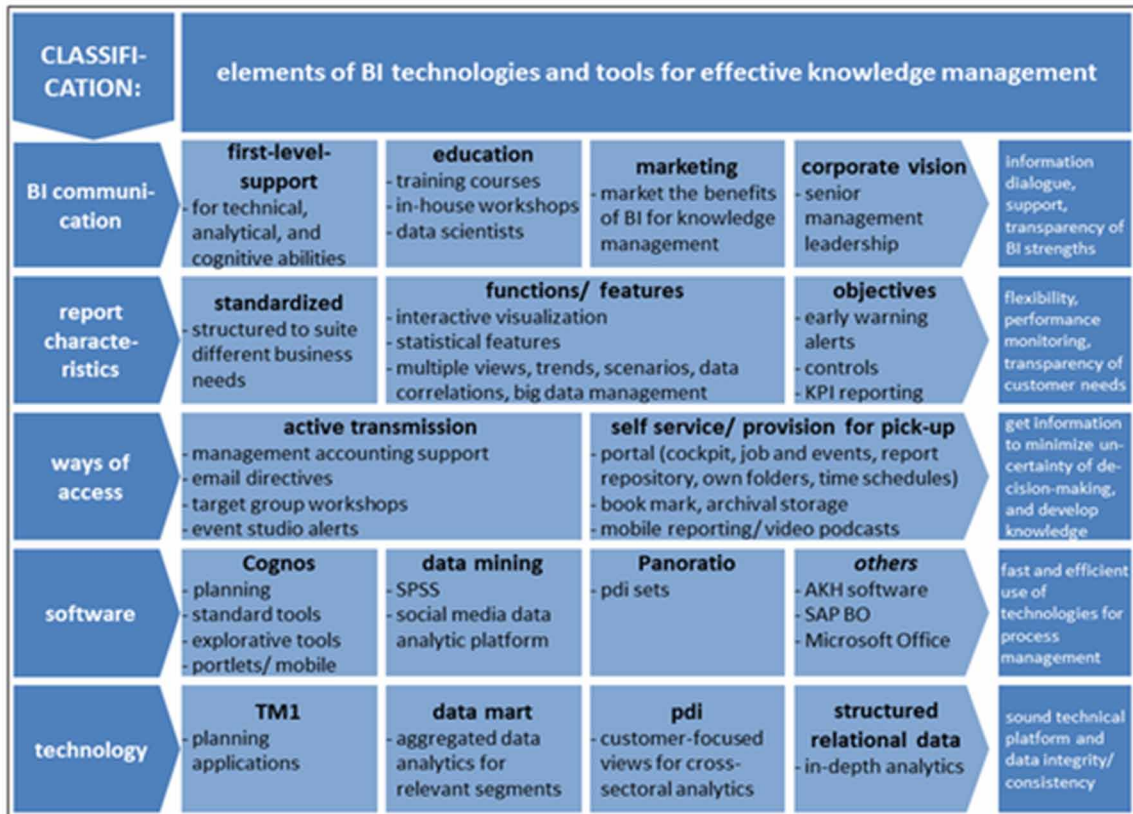 CLASSIFI-
CATION:
elements of BI technologies and tools for effective knowledge management
BI communi-
cation
first-level-
support
- for technical,
analytical, and
cognitive abilities
education
- training courses
- in-house workshops
- data scientists
marketing
- market the benefits
of BI for knowledge
management
corporate vision
- senior
management
leadership
information
dialogue,
support,
transparency of
BI strengths
report
characte-
ristics
standardized
- structured to suite
different business
needs
functions/ features
- interactive visualization
- statistical features
- multiple views, trends, scenarios, data
correlations, big data management
objectives
- early warning
alerts
- controls
- KPI reporting
flexibility,
performance
monitoring,
transparency of
customer needs
ways of
access
active transmission
- management accounting support
- email directives
- target group workshops
- event studio alerts
self service/ provision for pick-up
- portal (cockpit, job and events, report
repository, own folders, time schedules)
- book mark, archival storage
- mobile reporting/ video podcasts
get information
to minimize un-
certainty of de-
cision-making,
and develop
knowledge
software
Cognos
- planning
- standard tools
- explorative tools
- portlets/ mobile
data mining
- SPSS
- social media data
analytic platform
Panoratio
- pdi sets
others
- AKH software
- SAP BO
- Microsoft Office
fast and efficient
use of
technologies for
process
management
technology
TM1
- planning
applications
data mart
- aggregated data
analytics for
relevant segments
pdi
- customer-focused
views for cross-
sectoral analytics
structured
relational data
- in-depth analytics
sound technical
platform and
data integrity/
consistency